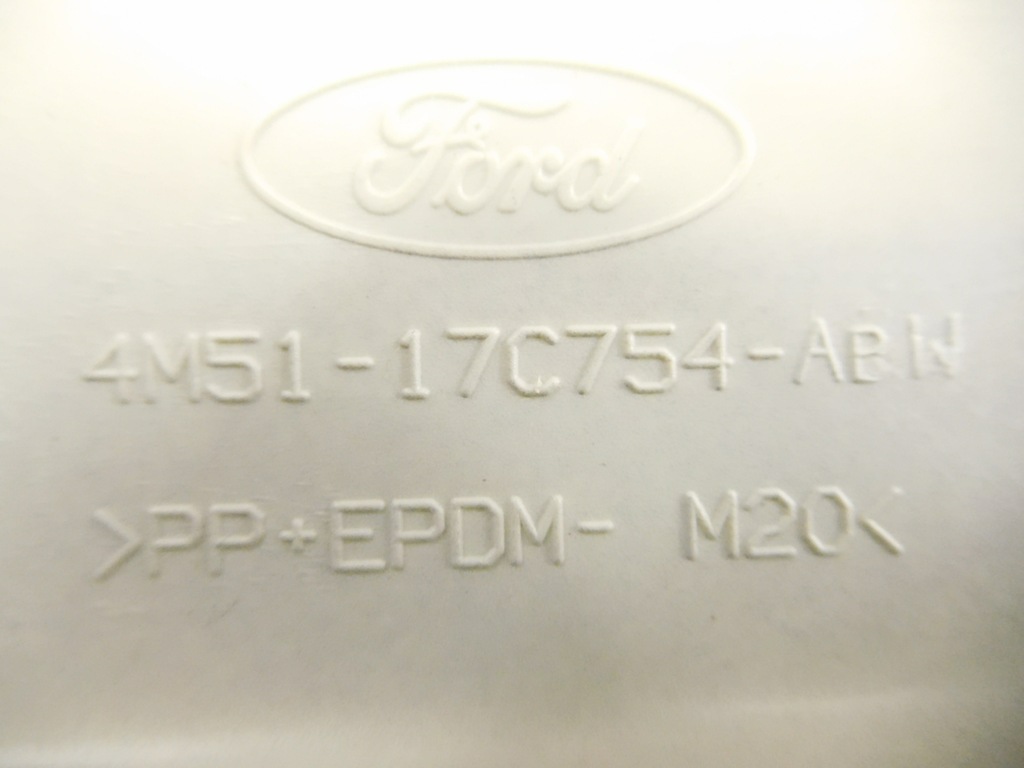 Ford
4M51-17C754-ABW
>PP+EPDM- M20<